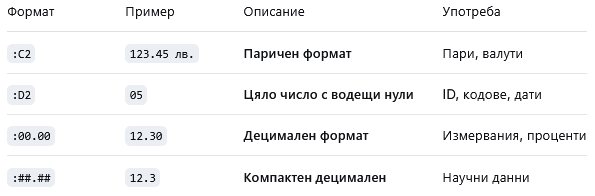 Формат Пример Описание Употреба
:C2 123.45 лв. Паричен формат Пари, валути
:D2 05 Цяло число с водещи нули ID, кодове, дати
:00.00 12.30 Децимален формат Измервания, проценти
:##.## 12.3 Компактен децимален Научни данни